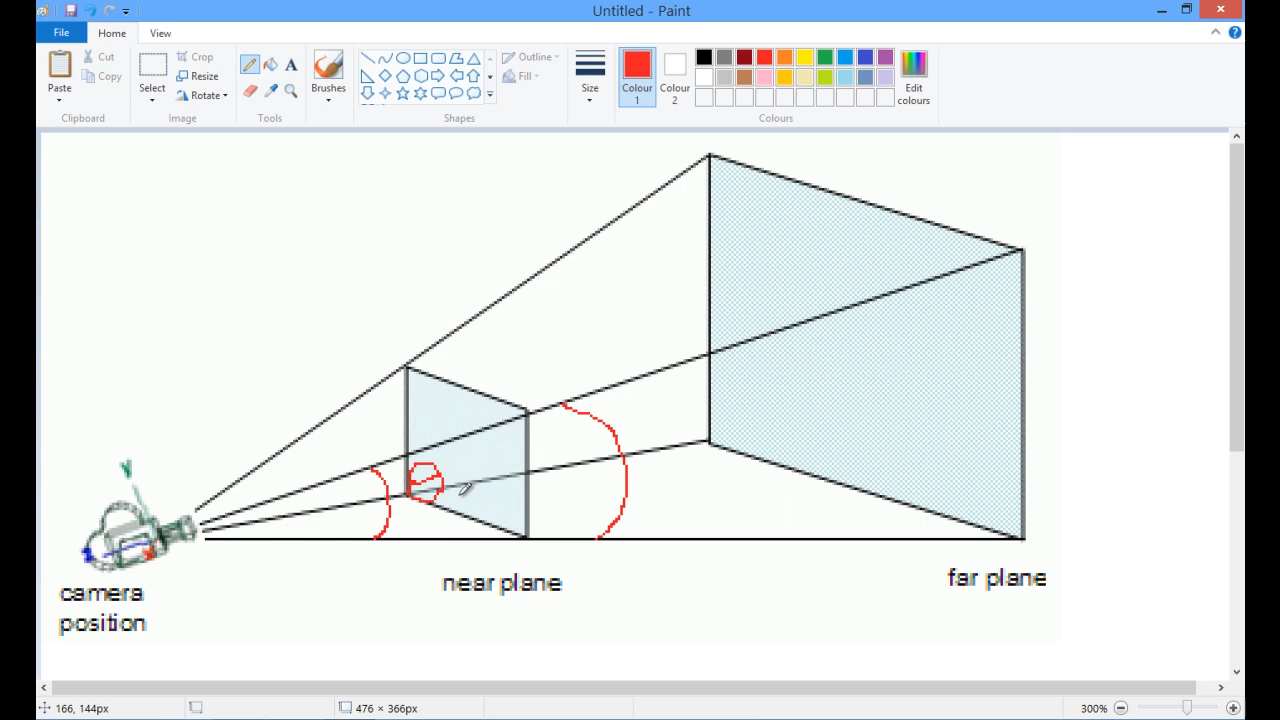 Untitled - Paint
File Home View
Paste
Cut
Copy
Clipboard
Select
Crop
Resize
Rotate
Image
A
Tools
Brushes
Outline
Fill
Shapes
Size
Colour 1
Colour 2
Edit colours
Colours
Y
camera
position
near plane
far plane
166, 144px
476 × 366px
300%